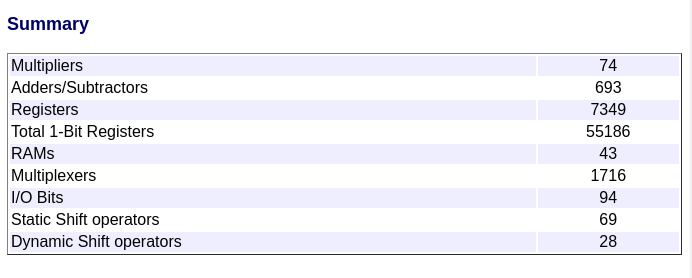 Summary
Multipliers 74
Adders/Subtractors 693
Registers 7349
Total 1-Bit Registers 55186
RAMs 43
Multiplexers 1716
I/O Bits 94
Static Shift operators 69
Dynamic Shift operators 28